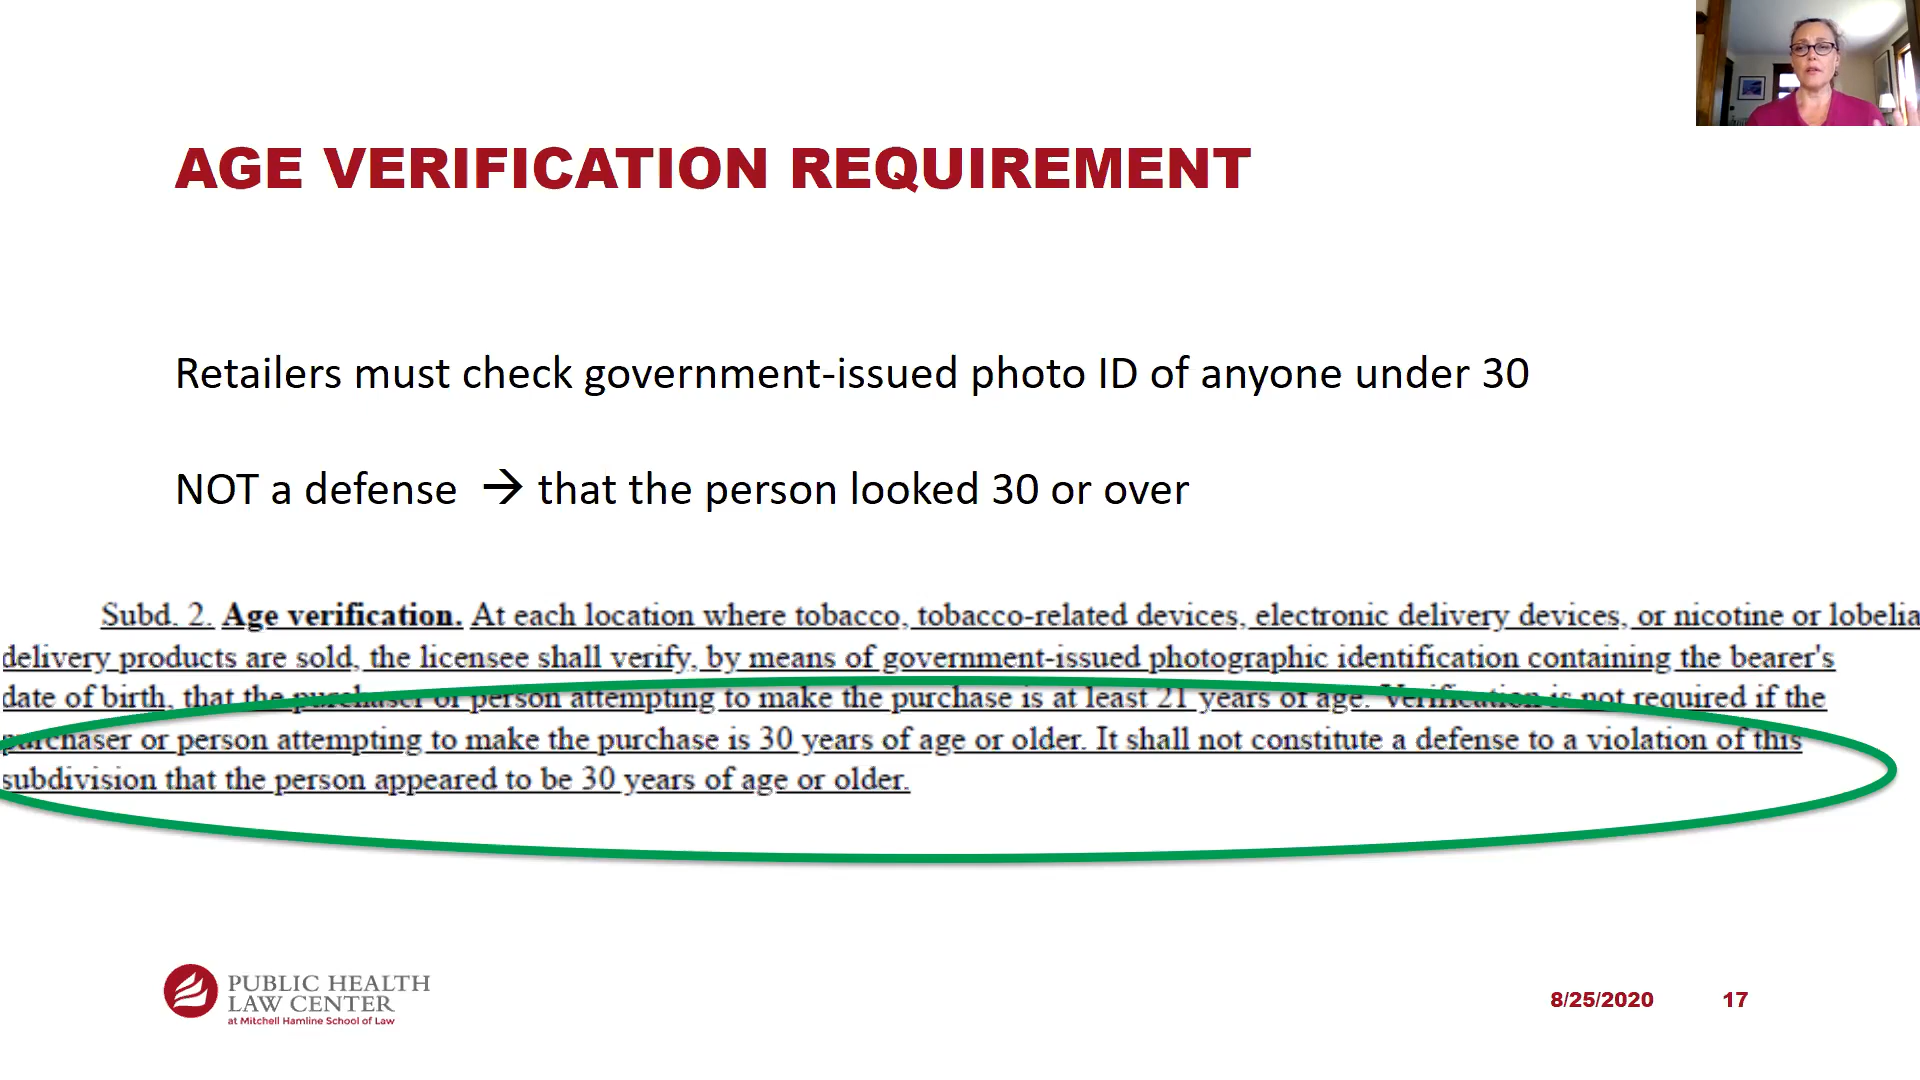 AGE VERIFICATION REQUIREMENT
Retailers must check government-issued photo ID of anyone under 30
NOT a defense → that the person looked 30 or over
Subd. 2. Age verification. At each location where tobacco, tobacco-related devices, electronic delivery devices, or nicotine or lobelia
delivery products are sold, the licensee shall verify, by means of government-issued photographic identification containing the bearer's
date of birth, that the purchaser or person attempting to make the purchase is at least 21 years of age. Verification is not required if the
purchaser or person attempting to make the purchase is 30 years of age or older. It shall not constitute a defense to a violation of this
subdivision that the person appeared to be 30 years of age or older.
PUBLIC HEALTH
LAW CENTER
at Mitchell Hamline School of Law
8/25/2020 17